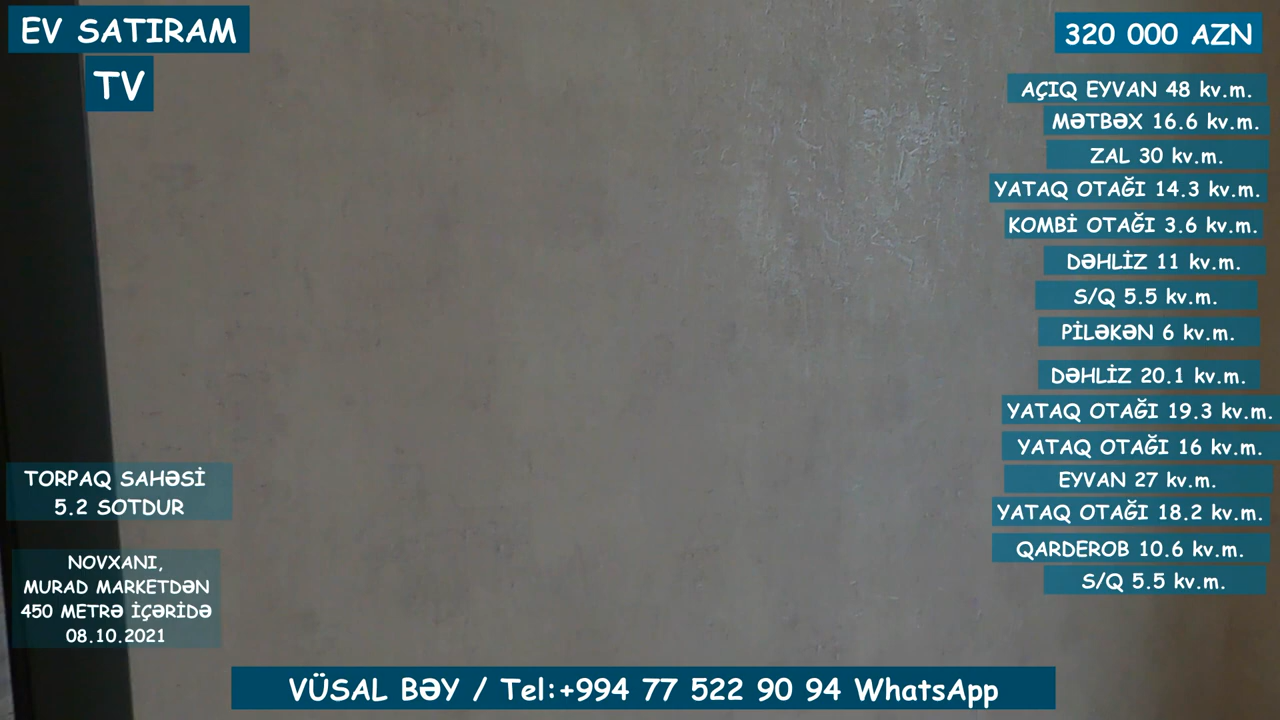 EV SATIRAM
TV
320 000 AZN
AÇIQ EYVAN 48 kv.m.
MƏTBƏX 16.6 kv.m.
ZAL 30 kv.m.
YATAQ OTAĞI 14.3 kv.m.
KOMBİ OTAĞI 3.6 kv.m.
DƏHLİZ 11 kv.m.
S/Q 5.5 kv.m.
PİLƏKƏN 6 kv.m.
DƏHLİZ 20.1 kv.m.
YATAQ OTAĞI 19.3 kv.m.
YATAQ OTAĞI 16 kv.m.
EYVAN 27 kv.m.
YATAQ OTAĞI 18.2 kv.m.
QARDEROB 10.6 kv.m.
S/Q 5.5 kv.m.
TORPAQ SAHƏSİ
5.2 SOTDUR
NOVXANI,
MURAD MARKETDƏN
450 METRƏ İÇƏRİDƏ
08.10.2021
VÜSAL BƏY / Tel:+994 77 522 90 94 WhatsApp